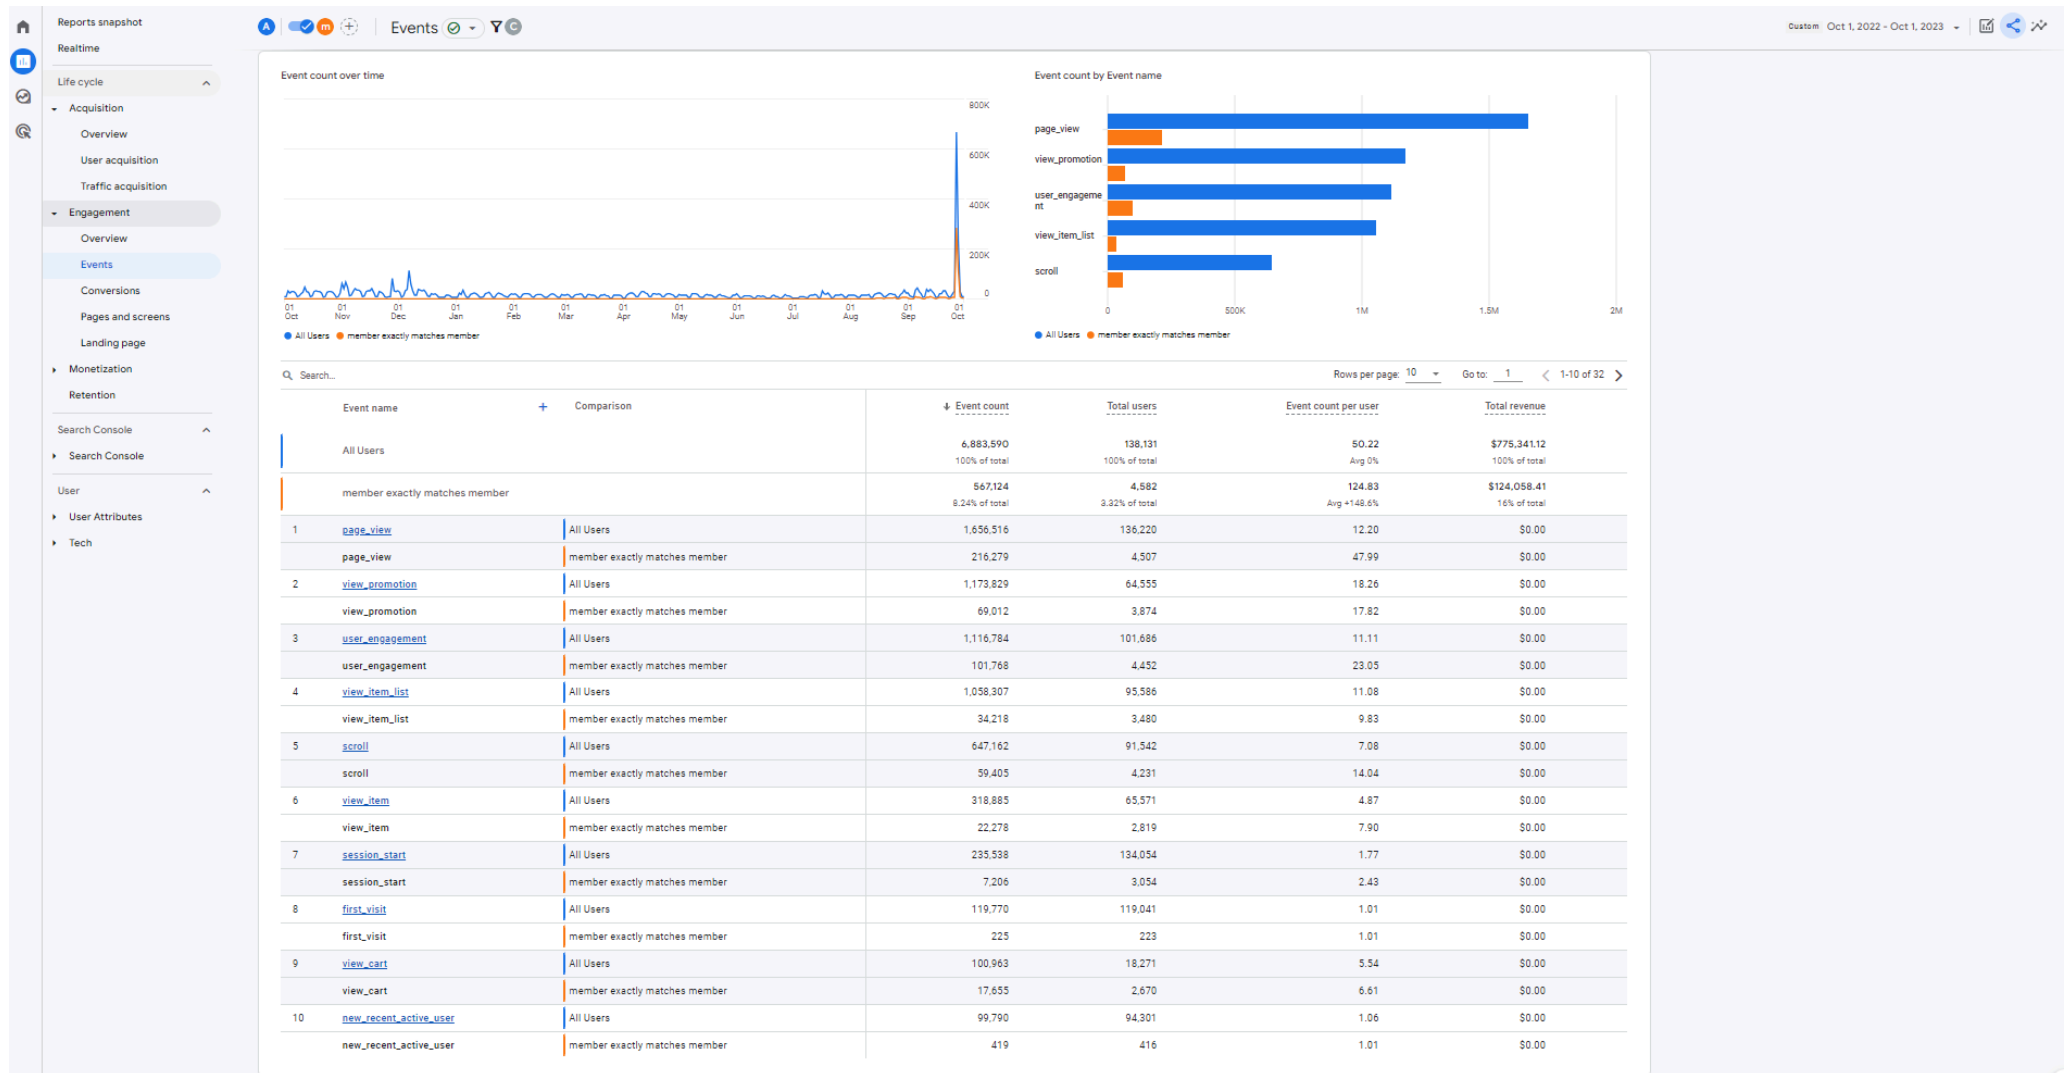 Reports snapshot
Realtime
Life cycle
Acquisition
Overview
User acquisition
Traffic acquisition
Engagement
Overview
Events
Conversions
Pages and screens
Landing page
Monetization
Retention
Search Console
Search Console
User
User Attributes
Tech
A m Events C
Custom Oct 1, 2022 - Oct 1, 2023
Event count over time
800K
600K
400K
200K
0
01 Oct 01 Nov 01 Dec 01 Jan 01 Feb 01 Mar 01 Apr 01 May 01 Jun 01 Jul 01 Aug 01 Sep 01 Oct
All Users member exactly matches member
Event count by Event name
page_view
view_promotion
user_engageme
nt
view_item_list
scroll
0 500K 1M 1.5M 2M
All Users member exactly matches member
Search... Rows per page: 10 Go to: 1 1-10 of 32
Event name + Comparison Event count Total users Event count per user Total revenue
All Users 6,883,590 138,131 50.22 $775,341.12
100% of total 100% of total Avg 0% 100% of total
member exactly matches member 567,124 4,582 124.83 $124,058.41
8.24% of total 3.32% of total Avg +148.6% 16% of total
1 page_view All Users 1,656,516 136,220 12.20 $0.00
page_view member exactly matches member 216,279 4,507 47.99 $0.00
2 view_promotion All Users 1,173,829 64,555 18.26 $0.00
view_promotion member exactly matches member 69,012 3,874 17.82 $0.00
3 user_engagement All Users 1,116,784 101,686 11.11 $0.00
user_engagement member exactly matches member 101,768 4,452 23.05 $0.00
4 view_item_list All Users 1,058,307 95,586 11.08 $0.00
view_item_list member exactly matches member 34,218 3,480 9.83 $0.00
5 scroll All Users 647,162 91,542 7.08 $0.00
scroll member exactly matches member 59,405 4,231 14.04 $0.00
6 view_item All Users 318,885 65,571 4.87 $0.00
view_item member exactly matches member 22,278 2,819 7.90 $0.00
7 session_start All Users 235,538 134,054 1.77 $0.00
session_start member exactly matches member 7,206 3,054 2.43 $0.00
8 first_visit All Users 119,770 119,041 1.01 $0.00
first_visit member exactly matches member 225 223 1.01 $0.00
9 view_cart All Users 100,963 18,271 5.54 $0.00
view_cart member exactly matches member 17,655 2,670 6.61 $0.00
10 new_recent_active_user All Users 99,790 94,301 1.06 $0.00
new_recent_active_user member exactly matches member 419 416 1.01 $0.00